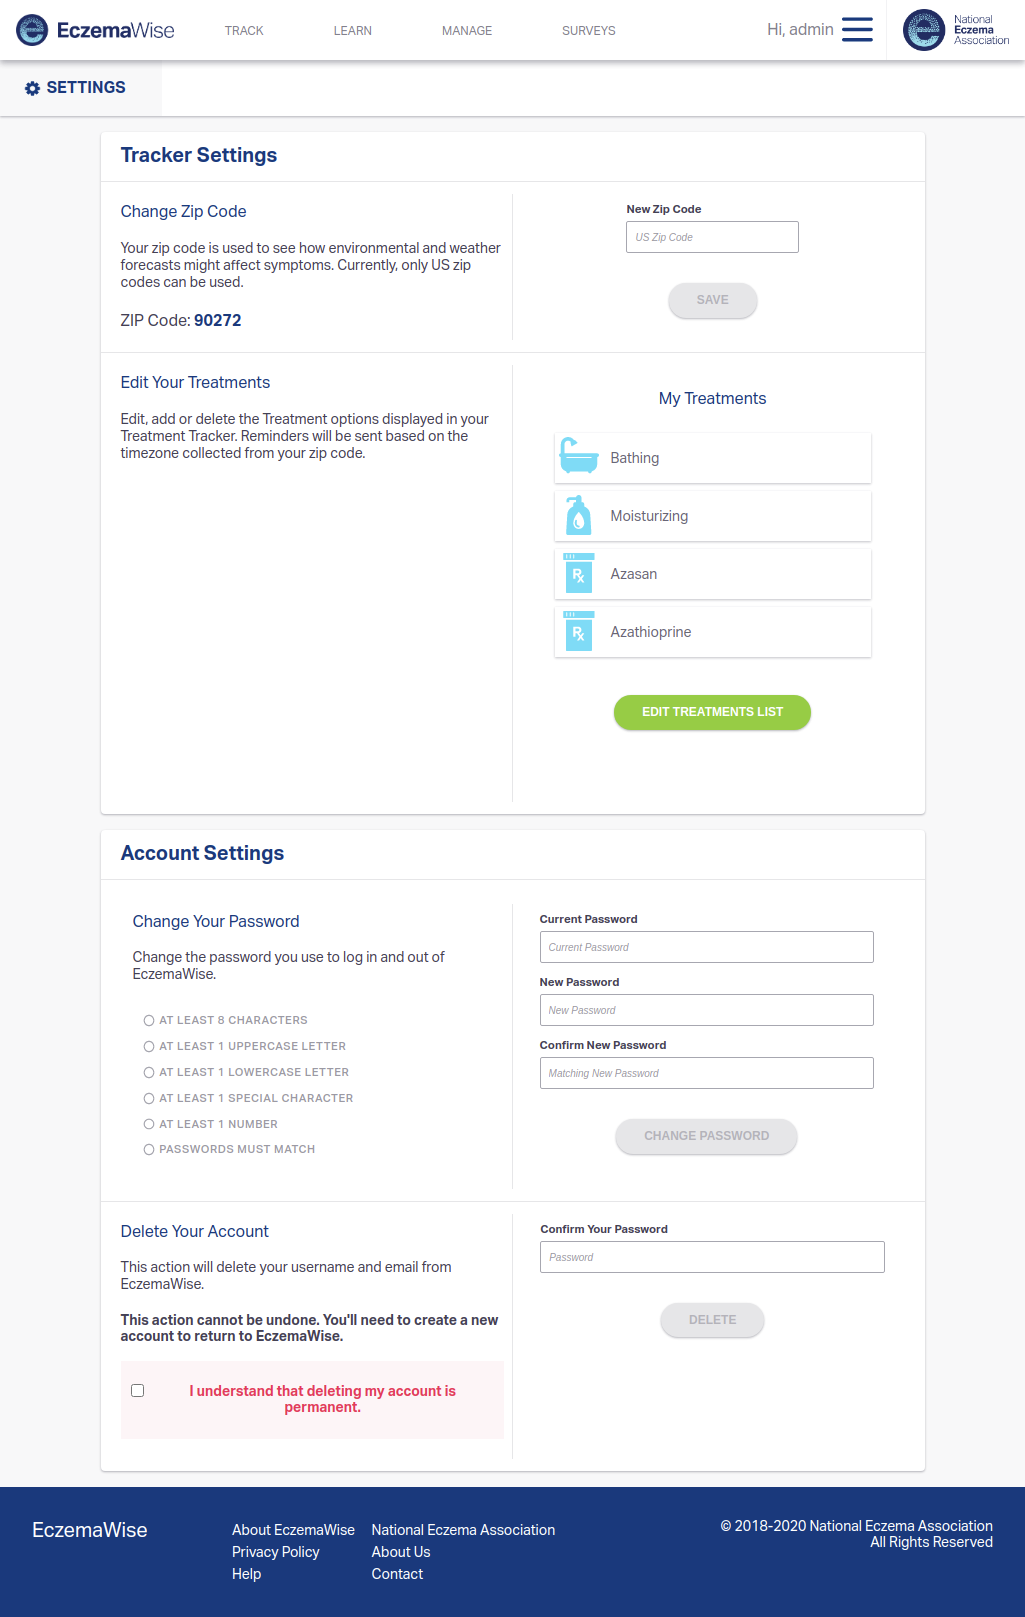 EczemaWise
TRACK
LEARN
MANAGE
SURVEYS
Hi, admin
National
Eczema
Association
SETTINGS
Tracker Settings
Change Zip Code
Your zip code is used to see how environmental and weather
forecasts might affect symptoms. Currently, only US zip
codes can be used.
ZIP Code: 90272
New Zip Code
US Zip Code
SAVE
Edit Your Treatments
Edit, add or delete the Treatment options displayed in your
Treatment Tracker. Reminders will be sent based on the
timezone collected from your zip code.
My Treatments
Bathing
Moisturizing
Rx
Azasan
Rx
Azathioprine
EDIT TREATMENTS LIST
Account Settings
Change Your Password
Change the password you use to log in and out of
EczemaWise.
AT LEAST 8 CHARACTERS
AT LEAST 1 UPPERCASE LETTER
AT LEAST 1 LOWERCASE LETTER
AT LEAST 1 SPECIAL CHARACTER
AT LEAST 1 NUMBER
PASSWORDS MUST MATCH
Current Password
Current Password
New Password
New Password
Confirm New Password
Matching New Password
CHANGE PASSWORD
Delete Your Account
This action will delete your username and email from
EczemaWise.
This action cannot be undone. You'll need to create a new
account to return to EczemaWise.
I understand that deleting my account is
permanent.
Confirm Your Password
Password
DELETE
EczemaWise
About EczemaWise
Privacy Policy
Help
National Eczema Association
About Us
Contact
© 2018-2020 National Eczema Association
All Rights Reserved